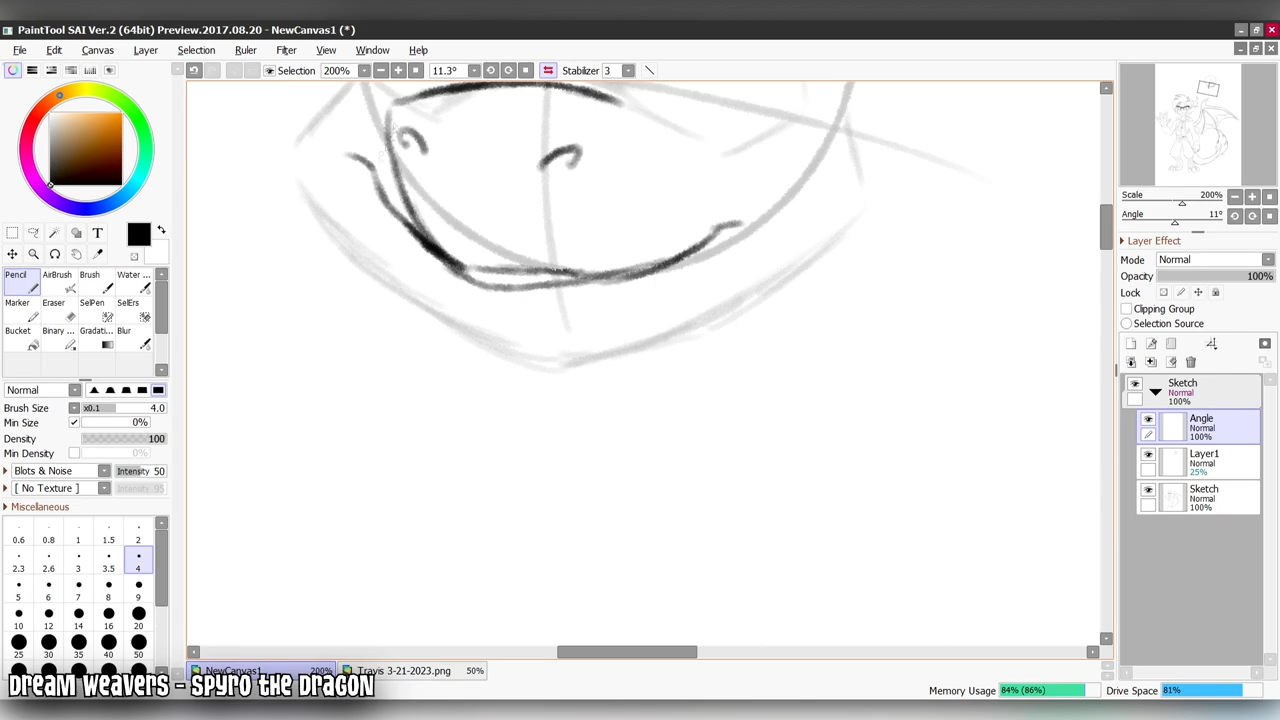 PaintTool SAI Ver.2 (64bit) Preview.2017.08.20 - NewCanvas1 (*)
File Edit Canvas Layer Selection Ruler Filter View Window Help
Selection 200% 11.3° Stabilizer 3
Scale 200%
Angle 11°
Layer Effect
Mode Normal
Opacity 100%
Lock
Clipping Group
Selection Source
T
Pencil AirBrush Brush Water ...
Marker Eraser SelPen SelErs
Bucket Binary ... Gradati... Blur
Normal
Brush Size x0.1 4.0
Min Size 0%
Density 100
Min Density 0%
Blots & Noise Intensity 50
[ No Texture ] Intensity 95
Miscellaneous
0.6 0.8 1 1.5 2
2.3 2.6 3 3.5 4
5 6 7 8 9
10 12 14 16 20
25 30 35 40 50
Sketch
Normal
100%
Angle
Normal
100%
Layer1
Normal
25%
Sketch
Normal
100%
NewCanvas1 200% Travis 3-21-2023.png 50%
Dream Weavers - Spyro the Dragon
Memory Usage 84% (86%) Drive Space 81%